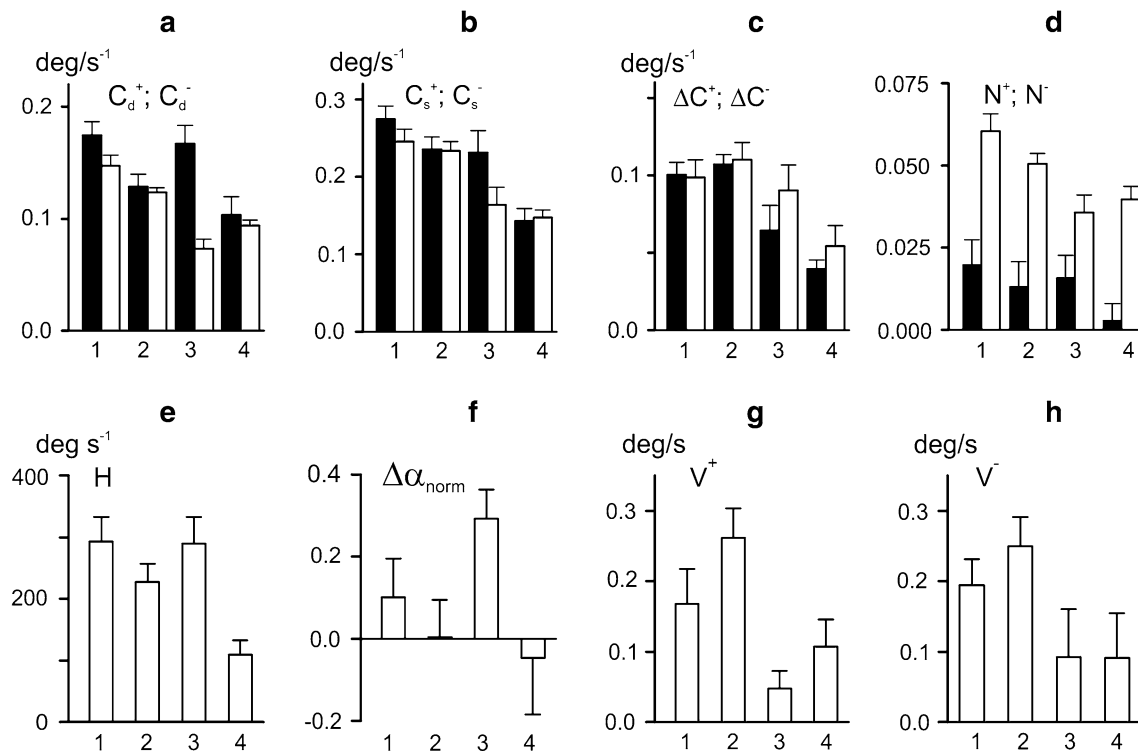 a
deg/s⁻¹
C_d⁺; C_d⁻
0.2
0.1
0.0
1 2 3 4
b
deg/s⁻¹
C_s⁺; C_s⁻
0.3
0.2
0.1
0.0
1 2 3 4
c
deg/s⁻¹
ΔC⁺; ΔC⁻
0.1
0.0
1 2 3 4
d
N⁺; N⁻
0.075
0.050
0.025
0.000
1 2 3 4
e
deg s⁻¹
H
400
200
0
1 2 3 4
f
Δα_norm
0.4
0.2
0.0
-0.2
1 2 3 4
g
deg/s
V⁺
0.3
0.2
0.1
0.0
1 2 3 4
h
deg/s
V⁻
0.3
0.2
0.1
0.0
1 2 3 4